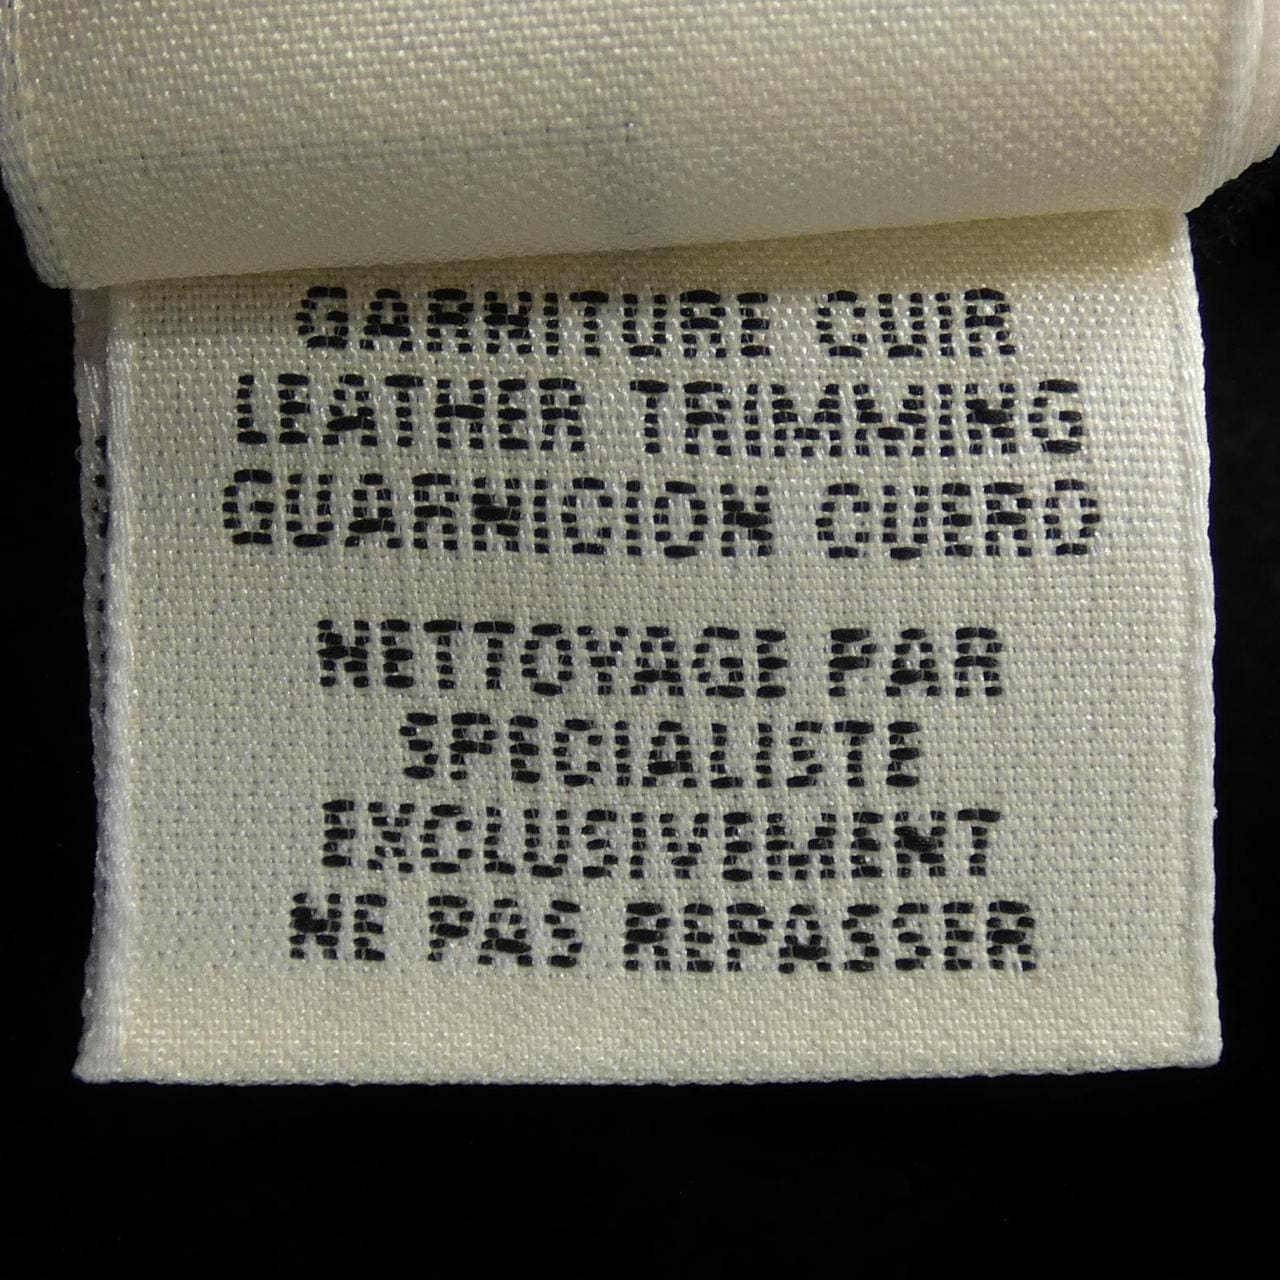 GARNITURE CUIR
LEATHER TRIMMING
GUARNICION CUERO
NETTOYAGE PAR
SPECIALISTE
EXCLUSIVEMENT
NE PAS REPASSER